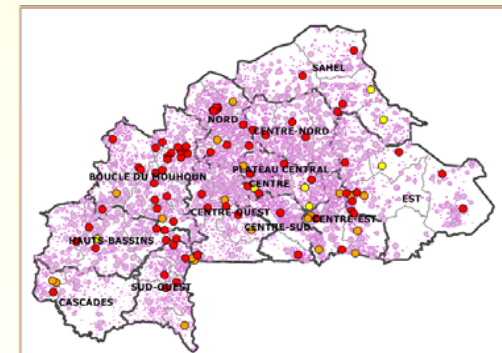 SAHEL
NORD
CENTRE-NORD
BOUCLE DU MOUHOUN
PLATEAU CENTRAL
CENTRE
EST
CENTRE-OUEST
CENTRE-EST
CENTRE-SUD
HAUTS-BASSINS
SUD-OUEST
CASCADES